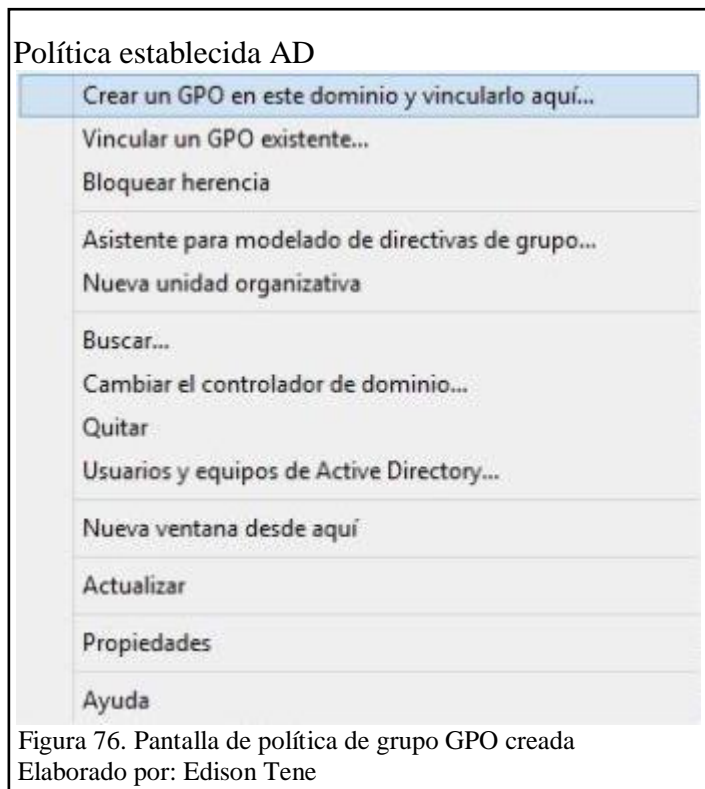 Política establecida AD
Crear un GPO en este dominio y vincularlo aquí...
Vincular un GPO existente...
Bloquear herencia
Asistente para modelado de directivas de grupo...
Nueva unidad organizativa
Buscar...
Cambiar el controlador de dominio...
Quitar
Usuarios y equipos de Active Directory...
Nueva ventana desde aquí
Actualizar
Propiedades
Ayuda
Figura 76. Pantalla de política de grupo GPO creada
Elaborado por: Edison Tene